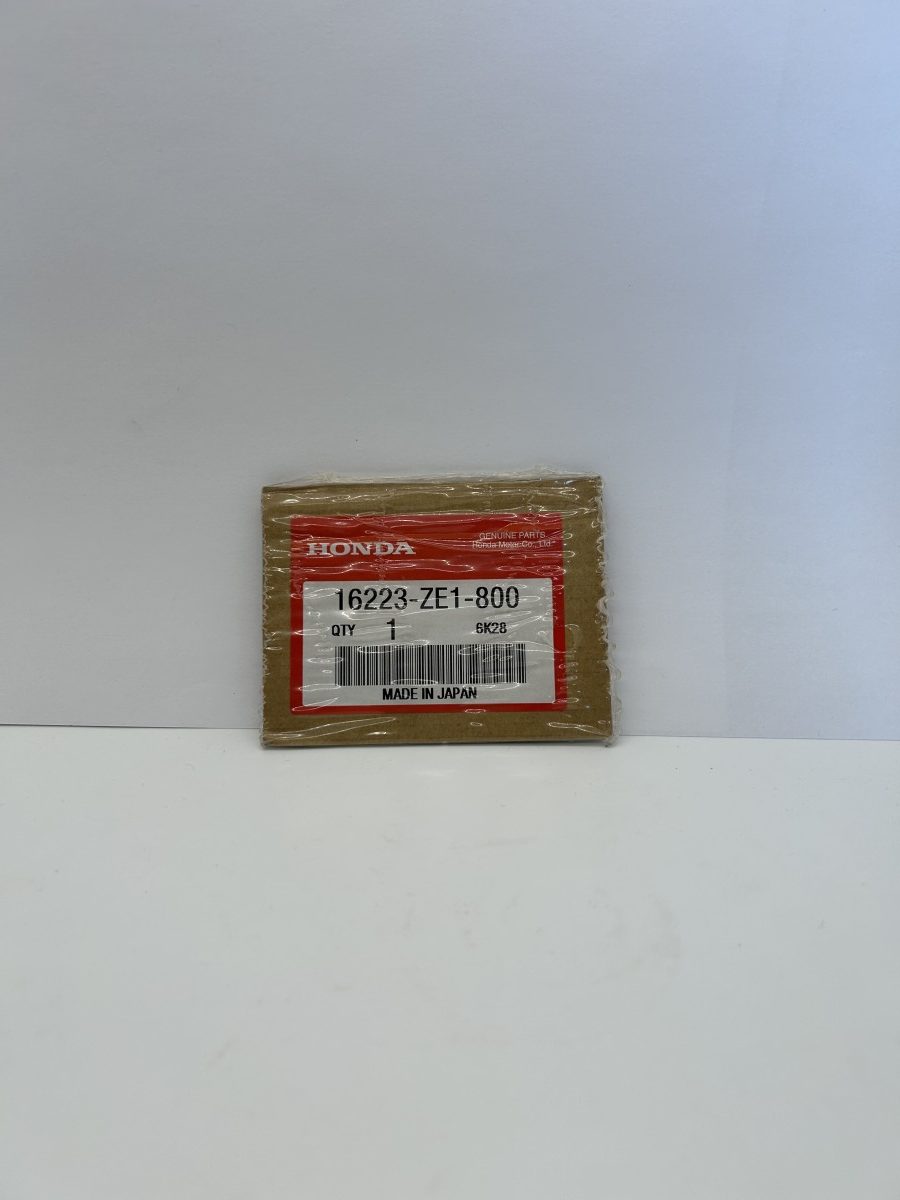 HONDA
GENUINE PARTS
Honda Motor Co., Ltd.
16223-ZE1-800
QTY 1 6K28
MADE IN JAPAN